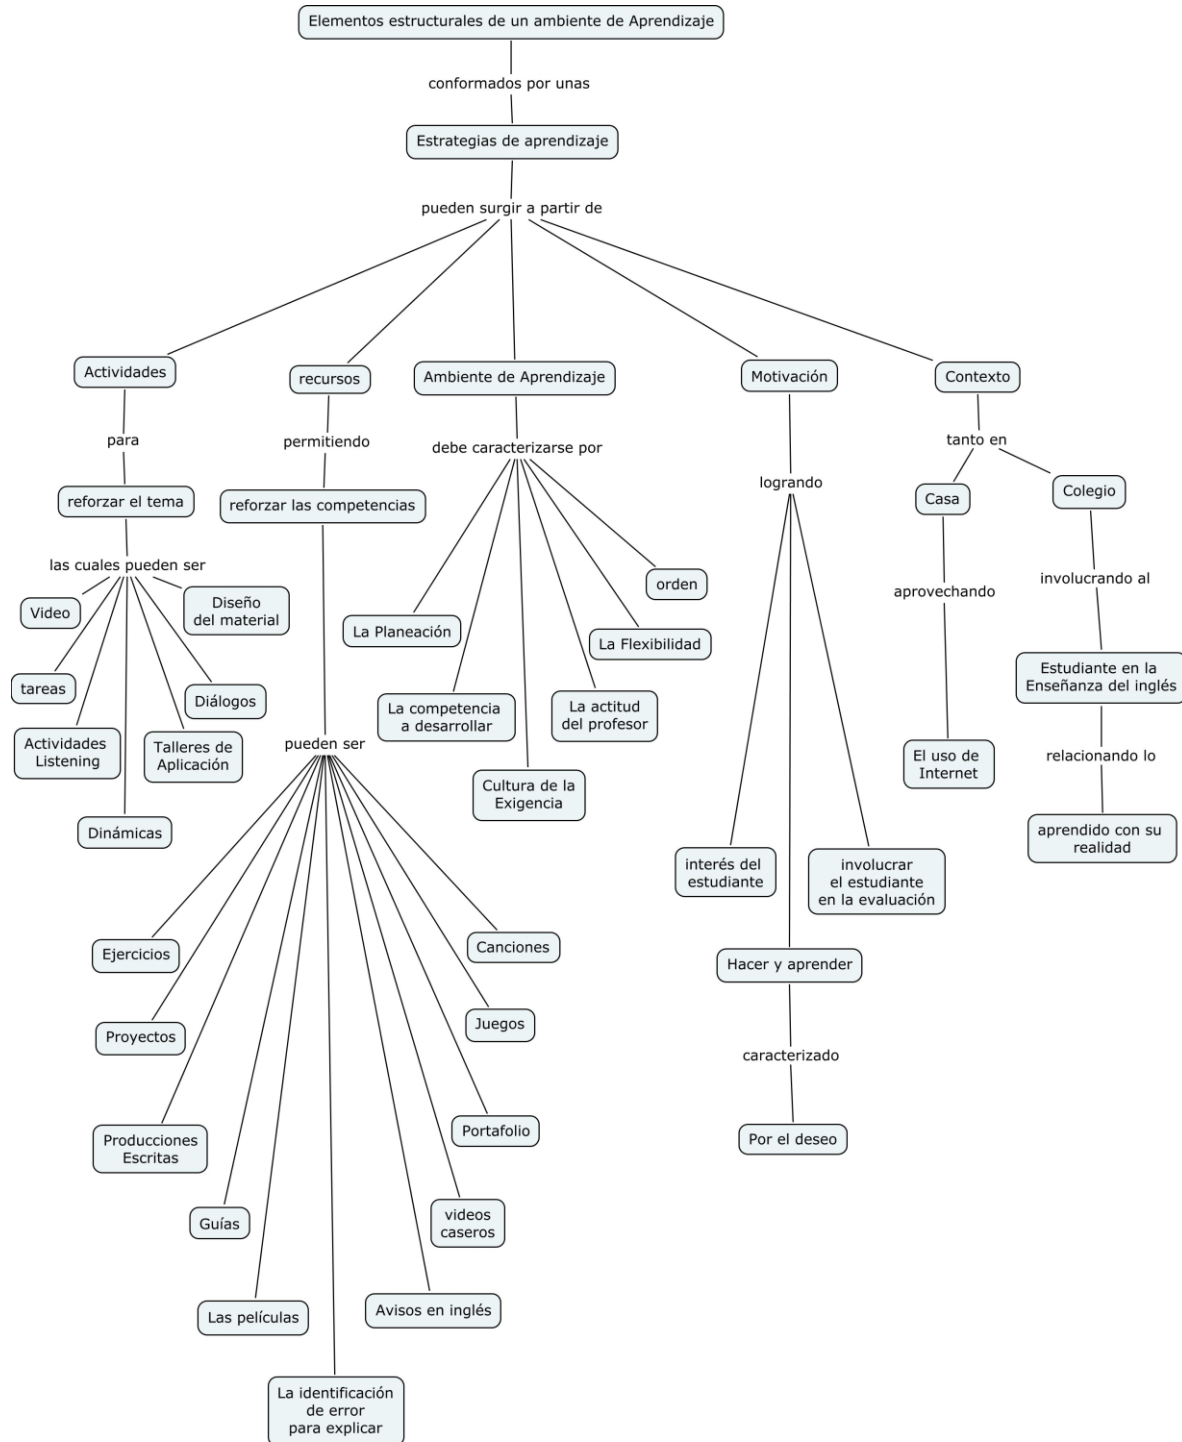 Elementos estructurales de un ambiente de Aprendizaje
conformados por unas
Estrategias de aprendizaje
pueden surgir a partir de
Actividades
recursos
Ambiente de Aprendizaje
Motivación
Contexto
para
permitiendo
debe caracterizarse por
logrando
tanto en
reforzar el tema
reforzar las competencias
Casa
Colegio
las cuales pueden ser
Video
Diseño
del material
tareas
Diálogos
Actividades
Listening
Talleres de
Aplicación
Dinámicas
pueden ser
Ejercicios
Canciones
Proyectos
Juegos
Producciones
Escritas
Portafolio
Guías
videos
caseros
Las películas
Avisos en inglés
La identificación
de error
para explicar
La Planeación
orden
La Flexibilidad
La competencia
a desarrollar
La actitud
del profesor
Cultura de la
Exigencia
interés del
estudiante
involucrar
el estudiante
en la evaluación
Hacer y aprender
caracterizado
Por el deseo
aprovechando
El uso de
Internet
involucrando al
Estudiante en la
Enseñanza del inglés
relacionando lo
aprendido con su
realidad